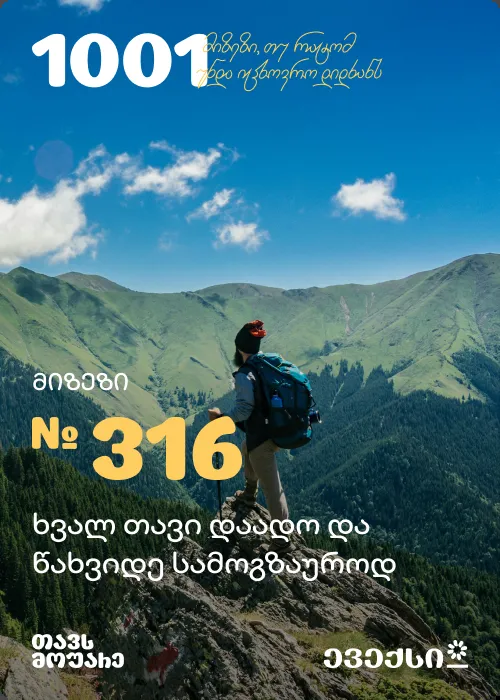 1001 მიზეზი, თუ რატომ
უნდა იცხოვრო დიდხანს
მიზეზი
№ 316
ხვალ თავი დაადო და
წახვიდე სამოგზაუროდ
თავს
მოუარე
ევექსი